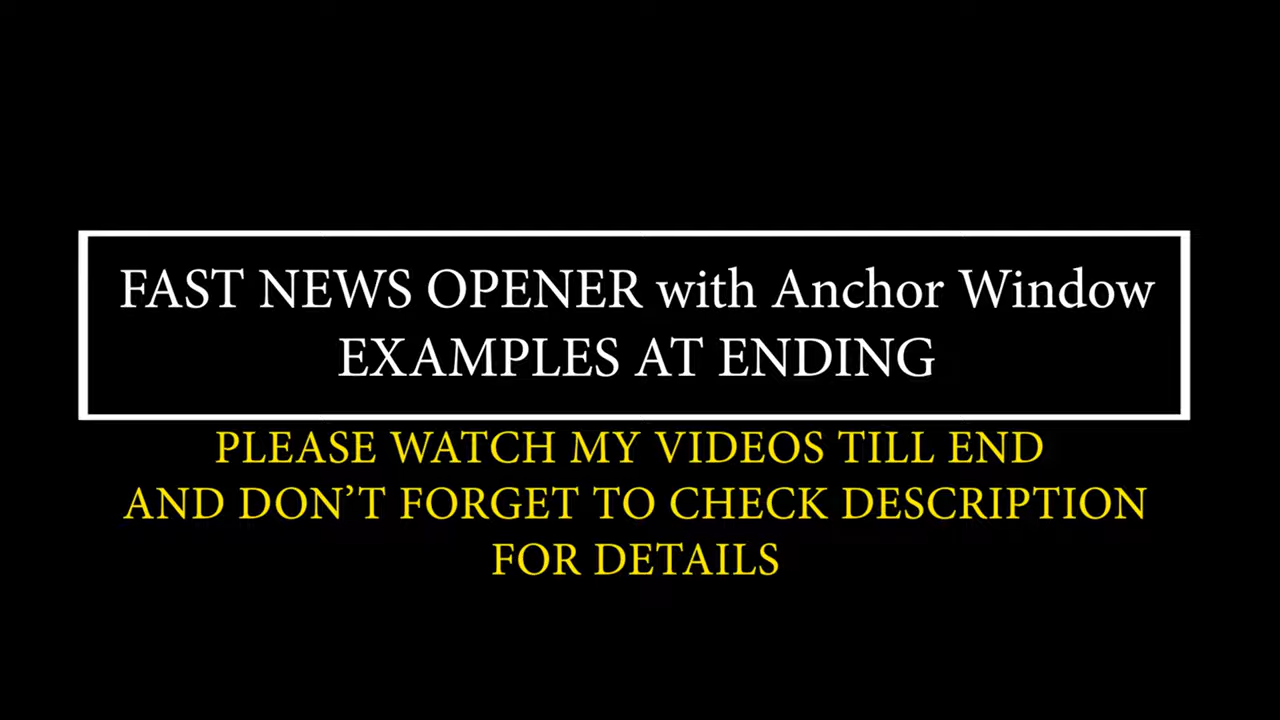 FAST NEWS OPENER with Anchor Window
EXAMPLES AT ENDING
PLEASE WATCH MY VIDEOS TILL END
AND DON’T FORGET TO CHECK DESCRIPTION
FOR DETAILS